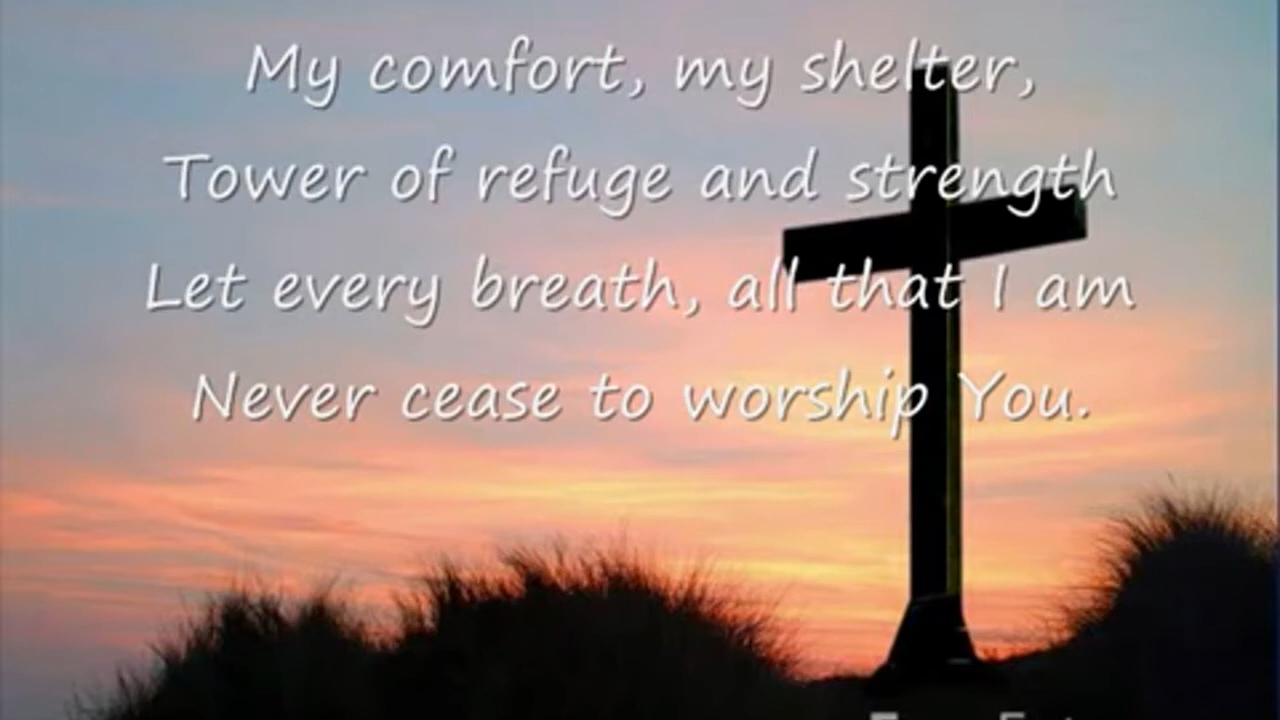 My comfort, my shelter,
Tower of refuge and strength
Let every breath, all that I am
Never cease to worship You.